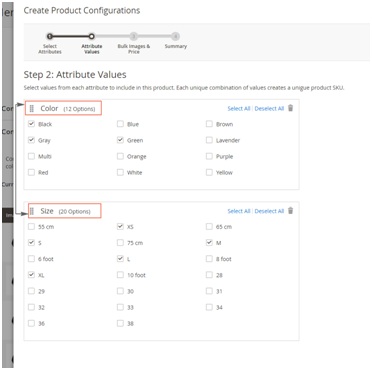 Create Product Configurations
1 2 3 4
Select Attributes
Attribute Values
Bulk Images & Price
Summary
Step 2: Attribute Values
Select values from each attribute to include in this product. Each unique combination of values creates a unique product SKU.
Color (12 Options) Select All Deselect All
Black Blue Brown
Gray Green Lavender
Multi Orange Purple
Red White Yellow
Size (20 Options) Select All Deselect All
55 cm XS 65 cm
S 75 cm M
6 foot L 8 foot
XL 10 foot 28
29 30 31
32 33 34
36 38